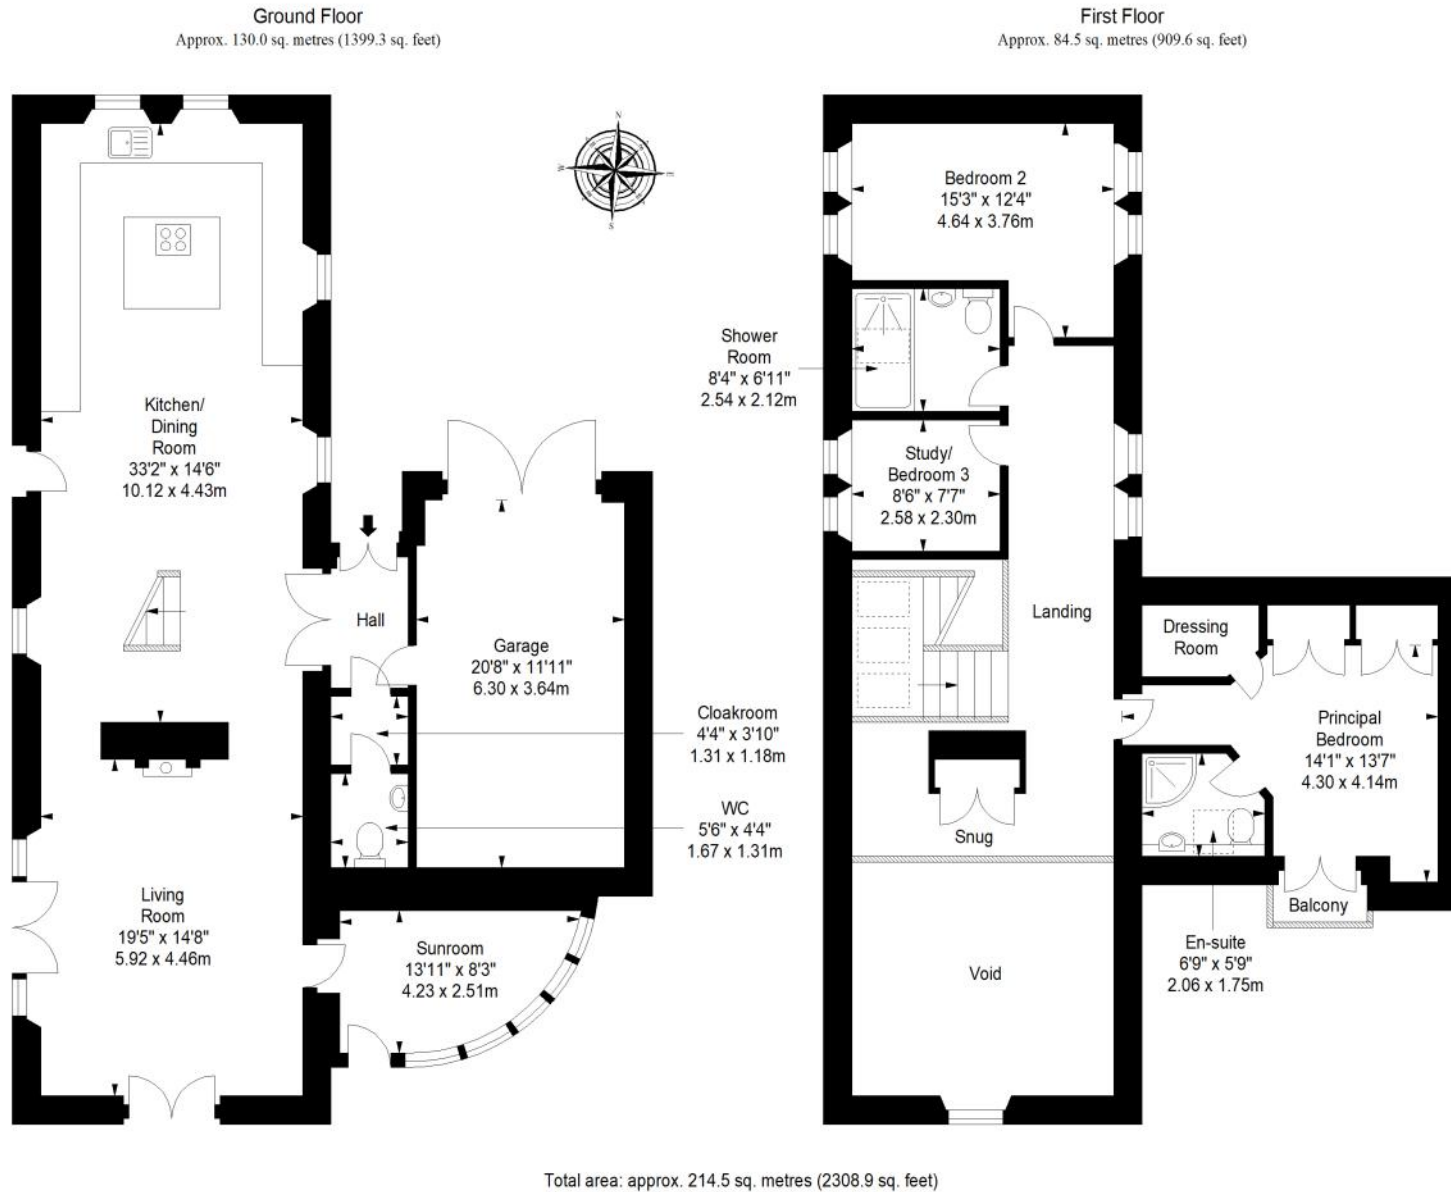 Ground Floor
Approx. 130.0 sq. metres (1399.3 sq. feet)
First Floor
Approx. 84.5 sq. metres (909.6 sq. feet)
N
W
E
S
Kitchen/
Dining
Room
33'2" x 14'6"
10.12 x 4.43m
Hall
Garage
20'8" x 11'11"
6.30 x 3.64m
Cloakroom
4'4" x 3'10"
1.31 x 1.18m
WC
5'6" x 4'4"
1.67 x 1.31m
Living
Room
19'5" x 14'8"
5.92 x 4.46m
Sunroom
13'11" x 8'3"
4.23 x 2.51m
Bedroom 2
15'3" x 12'4"
4.64 x 3.76m
Shower
Room
8'4" x 6'11"
2.54 x 2.12m
Study/
Bedroom 3
8'6" x 7'7"
2.58 x 2.30m
Landing
Dressing
Room
Principal
Bedroom
14'1" x 13'7"
4.30 x 4.14m
Snug
Balcony
En-suite
6'9" x 5'9"
2.06 x 1.75m
Void
Total area: approx. 214.5 sq. metres (2308.9 sq. feet)